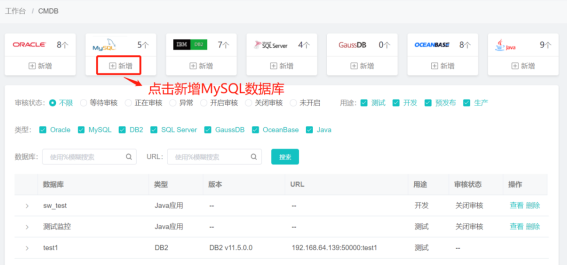 工作台 / CMDB
ORACLE 8个 MySQL 5个 IBM DB2 7个 SQL Server 4个 GaussDB 0个 OCEANBASE 8个 java 9个
新增 新增 新增 新增 新增 新增 新增
点击新增MySQL数据库
审核状态: 不限 等待审核 正在审核 异常 开启审核 关闭审核 未开启 用途: 测试 开发 预发布 生产
类型: Oracle MySQL DB2 SQL Server GaussDB OceanBase Java
数据库: 使用%模糊搜索 URL: 使用%模糊搜索 搜索
数据库 类型 版本 URL 用途 审核状态 操作
> sw_test Java应用 -- -- 开发 关闭审核 查看 删除
> 测试监控 Java应用 -- -- 测试 关闭审核 查看 删除
> test1 DB2 DB2 v11.5.0.0 192.168.64.139:50000:test1 测试 --